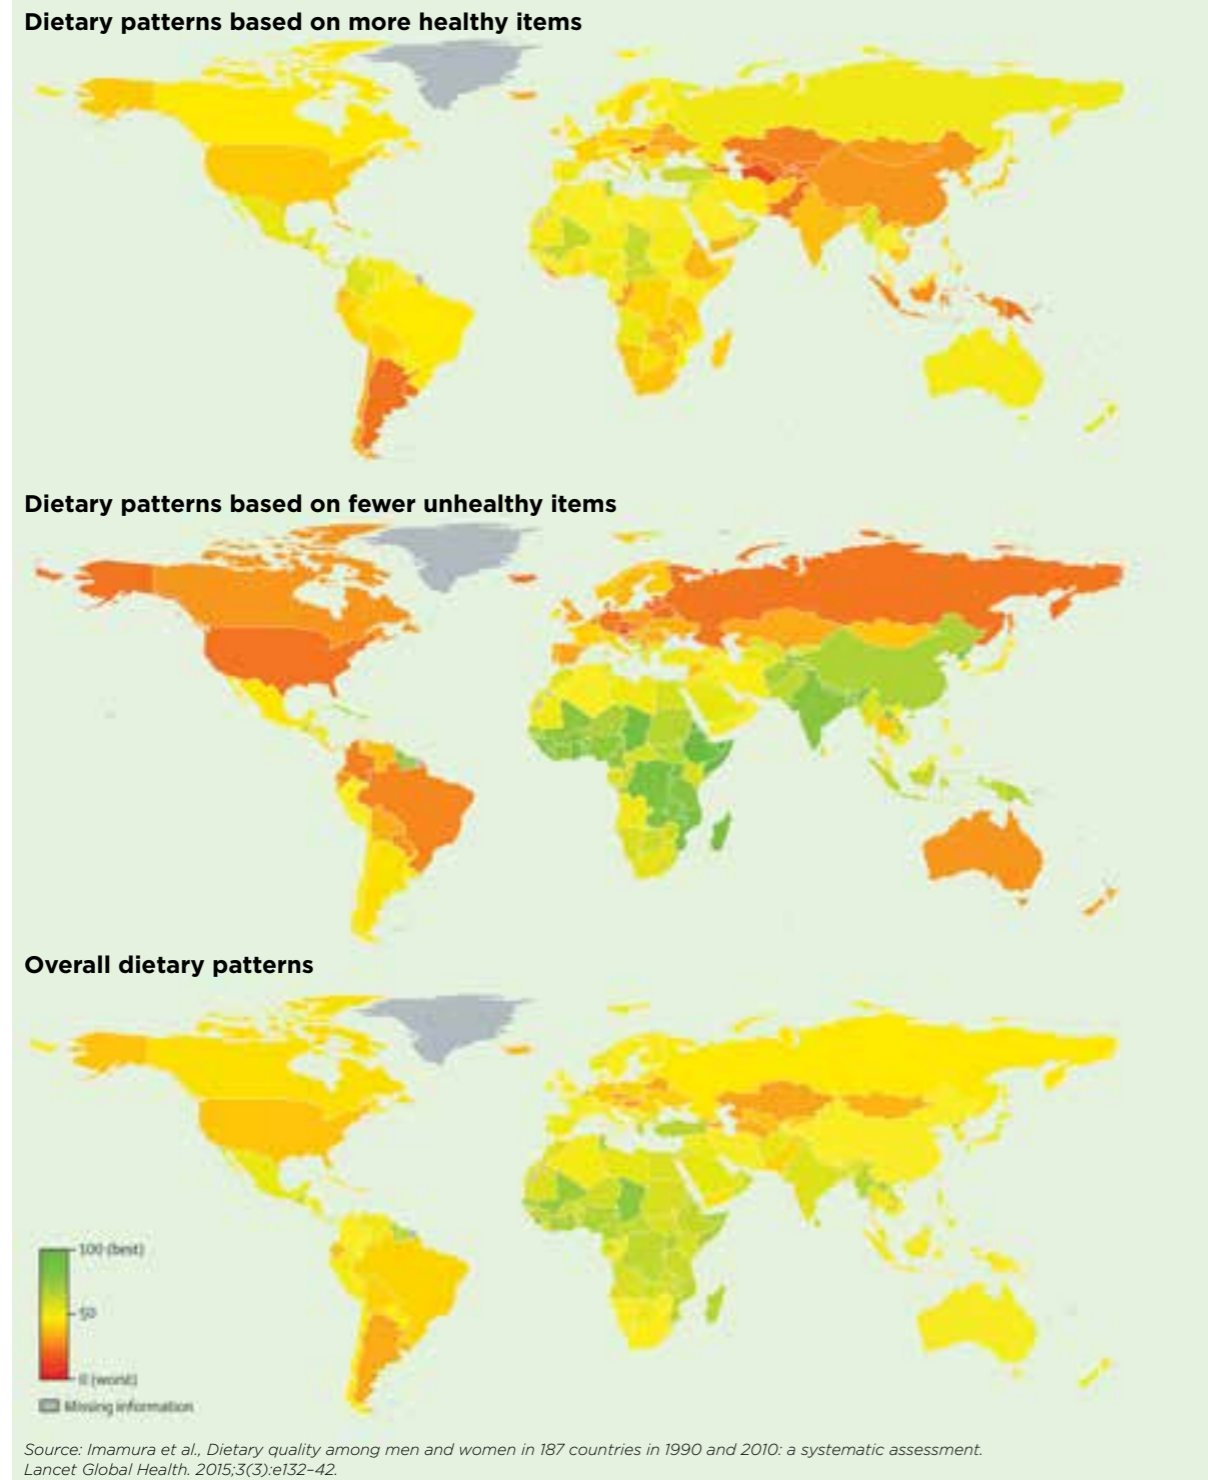 Dietary patterns based on more healthy items
Dietary patterns based on fewer unhealthy items
Overall dietary patterns
100 (best)
50
0 (worst)
Missing information
Source: Imamura et al., Dietary quality among men and women in 187 countries in 1990 and 2010: a systematic assessment.
Lancet Global Health. 2015;3(3):e132–42.